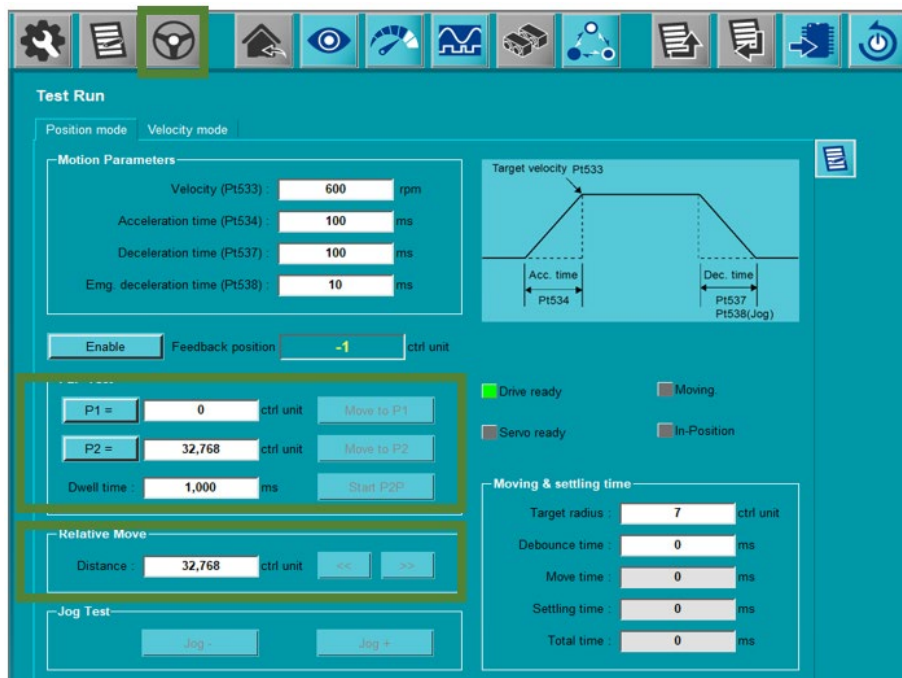 Test Run
Position mode Velocity mode
Motion Parameters
Velocity (Pt533) : 600 rpm
Acceleration time (Pt534) : 100 ms
Deceleration time (Pt537) : 100 ms
Emg. deceleration time (Pt538) : 10 ms
Target velocity Pt533
Acc. time
Pt534
Dec. time
Pt537
Pt538(Jog)
Enable Feedback position -1 ctrl unit
P1 = 0 ctrl unit Move to P1
P2 = 32,768 ctrl unit Move to P2
Dwell time : 1,000 ms Start P2P
Relative Move
Distance : 32,768 ctrl unit << >>
Jog Test
Jog - Jog +
Drive ready Moving.
Servo ready In-Position
Moving & settling time
Target radius : 7 ctrl unit
Debounce time : 0 ms
Move time : 0 ms
Settling time : 0 ms
Total time : 0 ms